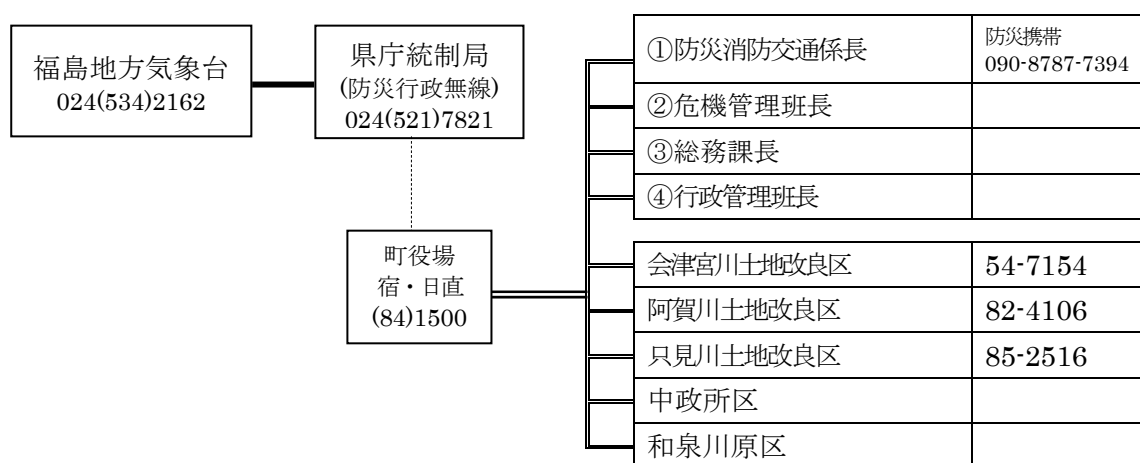 福島地方気象台
024(534)2162
県庁統制局
(防災行政無線)
024(521)7821
町役場
宿・日直
(84)1500
①防災消防交通係長
防災携帯
090-8787-7394
②危機管理班長
③総務課長
④行政管理班長
会津宮川土地改良区 54-7154
阿賀川土地改良区 82-4106
只見川土地改良区 85-2516
中政所区
和泉川原区